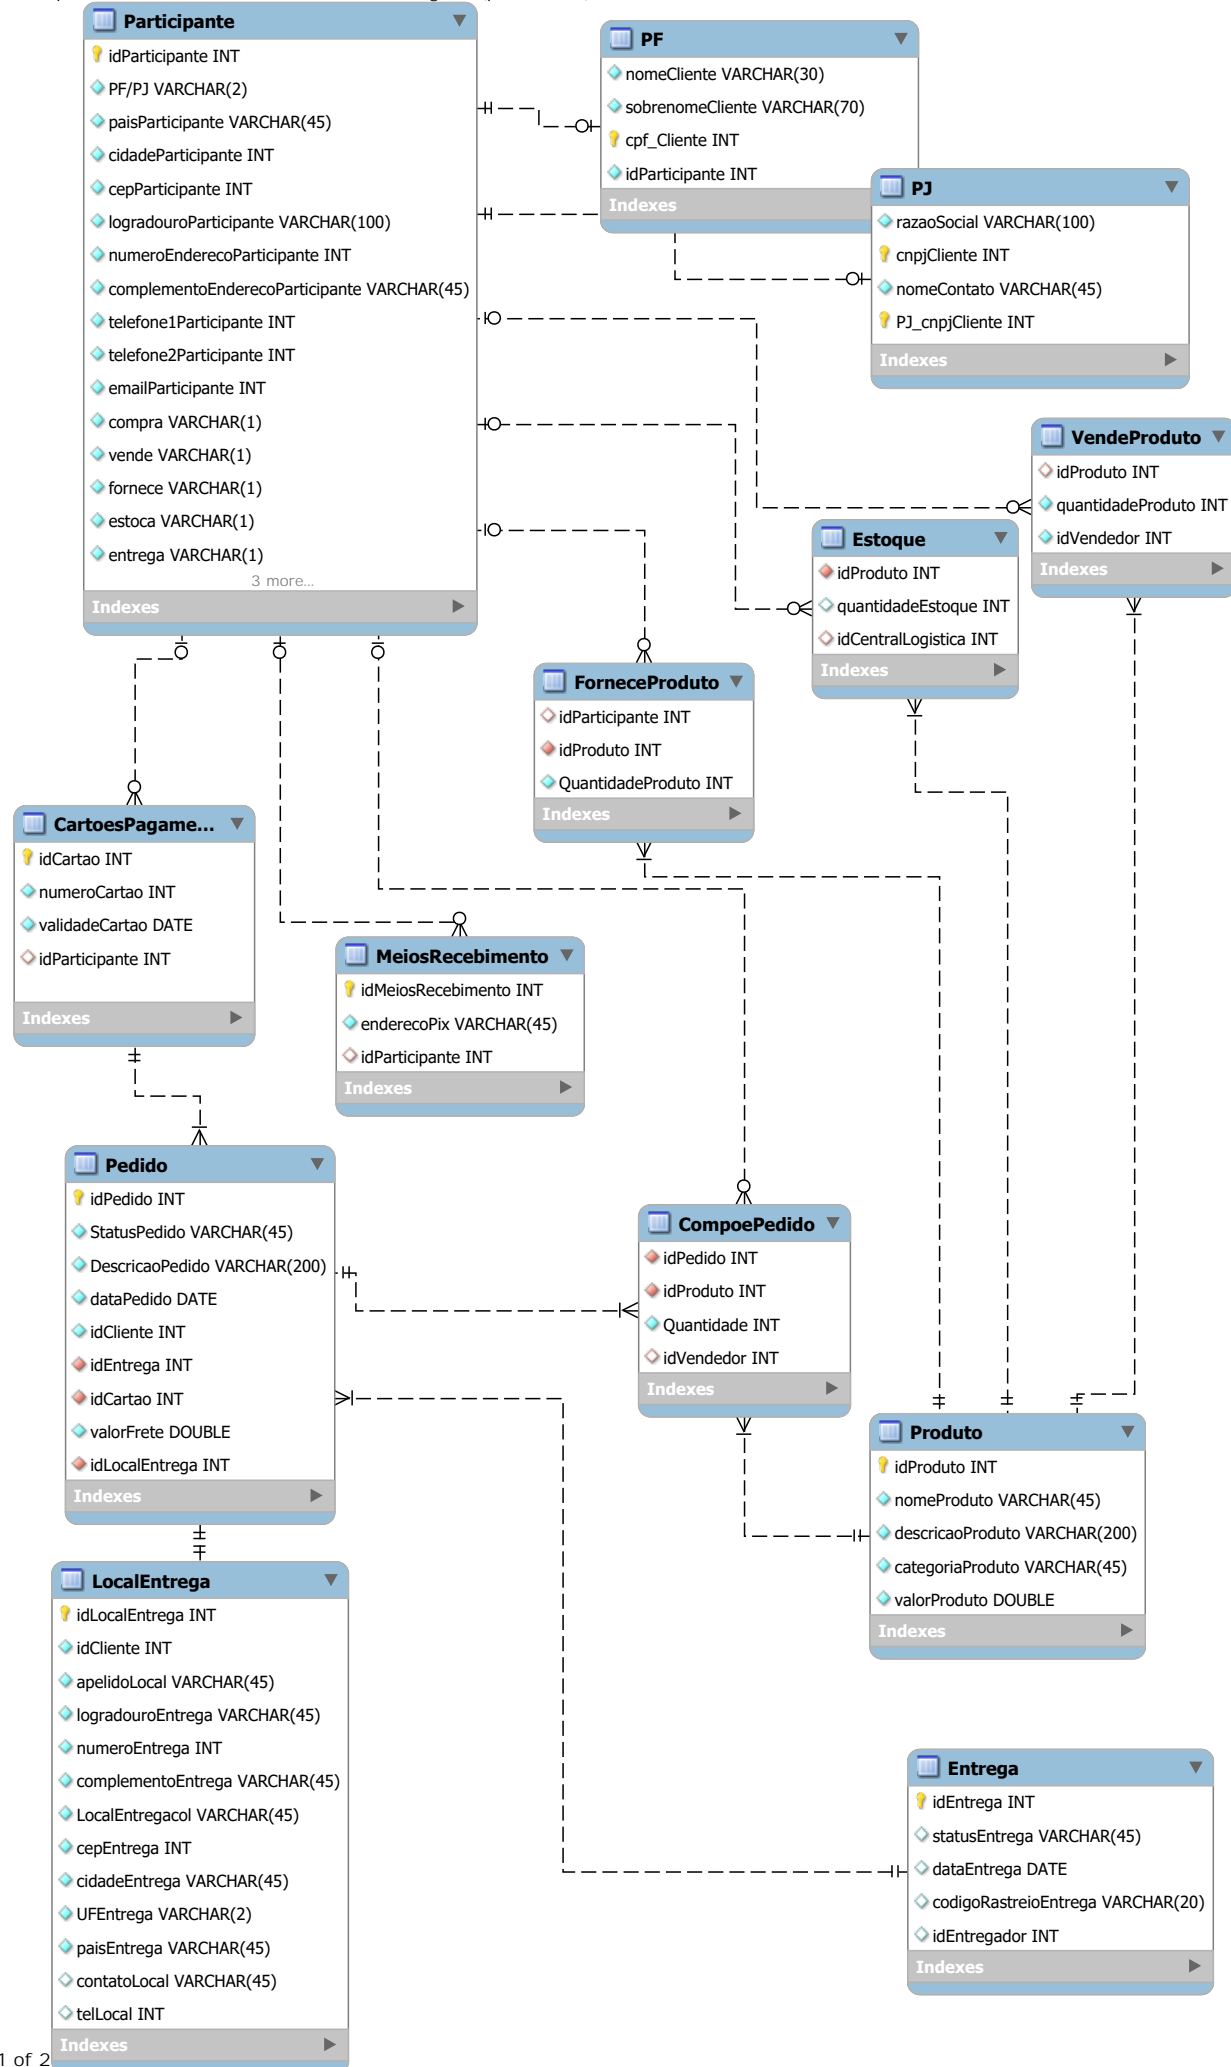 Participante
idParticipante INT
PF/PJ VARCHAR(2)
paisParticipante VARCHAR(45)
cidadeParticipante INT
cepParticipante INT
logradouroParticipante VARCHAR(100)
numeroEnderecoParticipante INT
complementoEnderecoParticipante VARCHAR(45)
telefone1Participante INT
telefone2Participante INT
emailParticipante INT
compra VARCHAR(1)
vende VARCHAR(1)
fornece VARCHAR(1)
estoca VARCHAR(1)
entrega VARCHAR(1)
3 more...
Indexes
PF
nomeCliente VARCHAR(30)
sobrenomeCliente VARCHAR(70)
cpf_Cliente INT
idParticipante INT
Indexes
PJ
razaoSocial VARCHAR(100)
cnpjCliente INT
nomeContato VARCHAR(45)
PJ_cnpjCliente INT
Indexes
VendeProduto
idProduto INT
quantidadeProduto INT
idVendedor INT
Indexes
Estoque
idProduto INT
quantidadeEstoque INT
idCentralLogistica INT
Indexes
ForneceProduto
idParticipante INT
idProduto INT
QuantidadeProduto INT
Indexes
CartoesPagame...
idCartao INT
numeroCartao INT
validadeCartao DATE
idParticipante INT
Indexes
MeiosRecebimento
idMeiosRecebimento INT
enderecoPix VARCHAR(45)
idParticipante INT
Indexes
Pedido
idPedido INT
StatusPedido VARCHAR(45)
DescricaoPedido VARCHAR(200)
dataPedido DATE
idCliente INT
idEntrega INT
idCartao INT
valorFrete DOUBLE
idLocalEntrega INT
Indexes
CompoePedido
idPedido INT
idProduto INT
Quantidade INT
idVendedor INT
Indexes
Produto
idProduto INT
nomeProduto VARCHAR(45)
descricaoProduto VARCHAR(200)
categoriaProduto VARCHAR(45)
valorProduto DOUBLE
Indexes
LocalEntrega
idLocalEntrega INT
idCliente INT
apelidoLocal VARCHAR(45)
logradouroEntrega VARCHAR(45)
numeroEntrega INT
complementoEntrega VARCHAR(45)
LocalEntregacol VARCHAR(45)
cepEntrega INT
cidadeEntrega VARCHAR(45)
UFEntrega VARCHAR(2)
paisEntrega VARCHAR(45)
contatoLocal VARCHAR(45)
telLocal INT
Indexes
Entrega
idEntrega INT
statusEntrega VARCHAR(45)
dataEntrega DATE
codigoRastreioEntrega VARCHAR(20)
idEntregador INT
Indexes
1 of 2